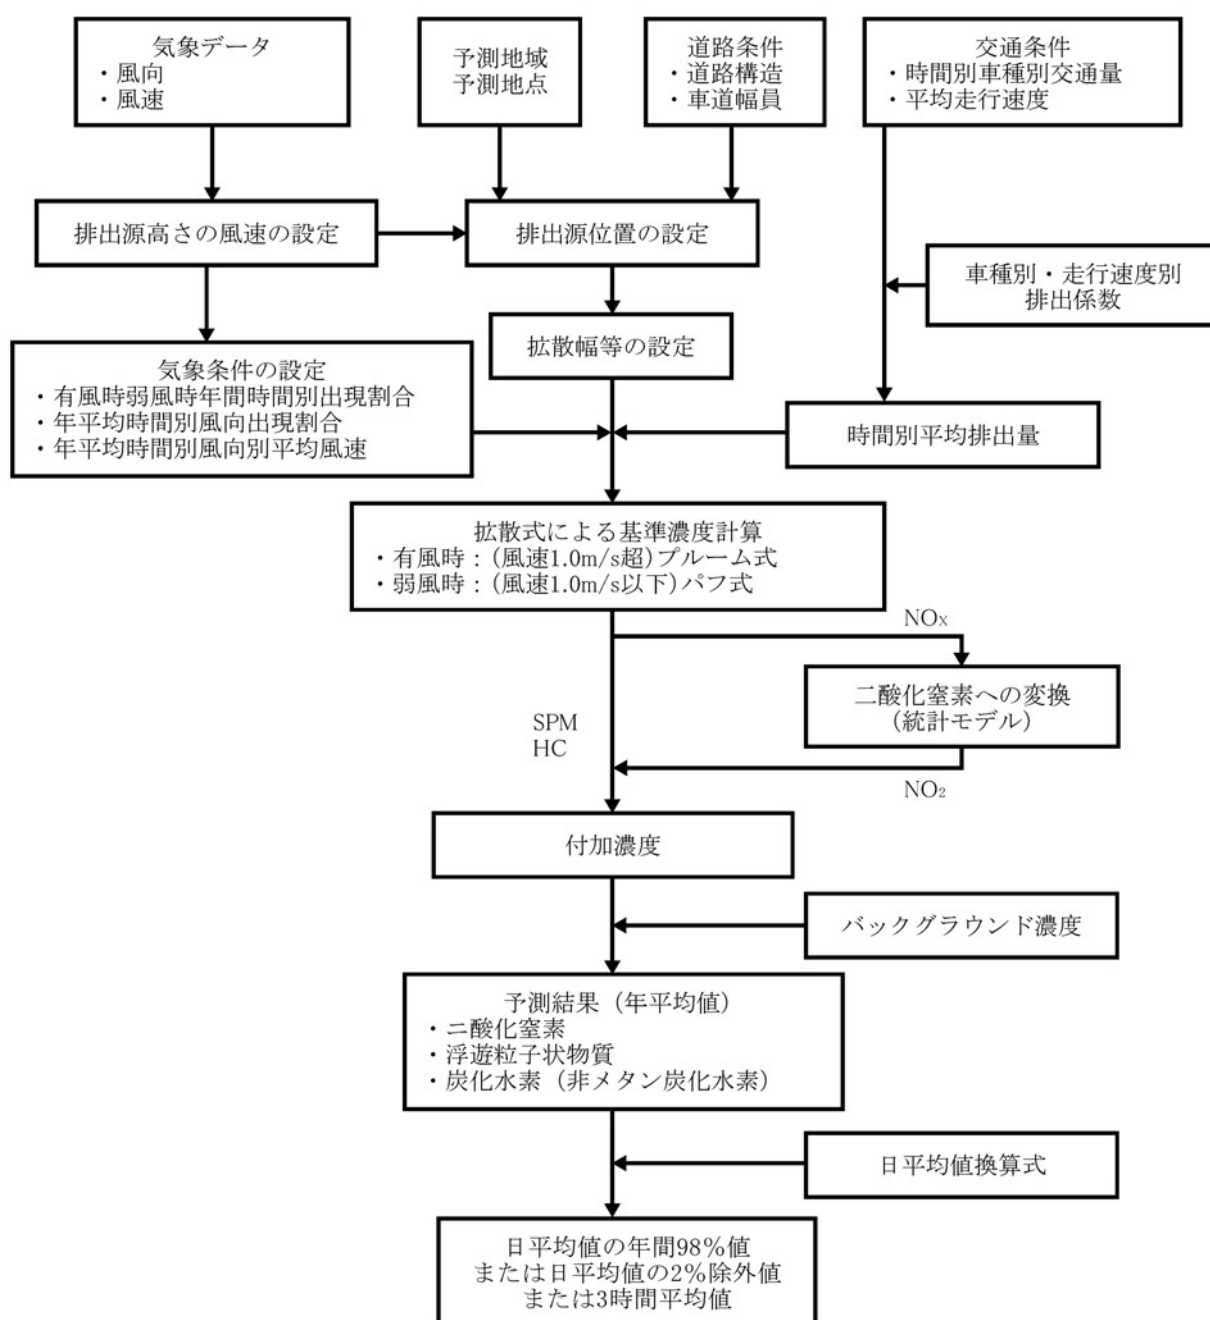 気象データ
・風向
・風速
予測地域
予測地点
道路条件
・道路構造
・車道幅員
交通条件
・時間別車種別交通量
・平均走行速度
排出源高さの風速の設定
排出源位置の設定
車種別・走行速度別
排出係数
拡散幅等の設定
気象条件の設定
・有風時弱風時年間時間別出現割合
・年平均時間別風向出現割合
・年平均時間別風向別平均風速
時間別平均排出量
拡散式による基準濃度計算
・有風時：(風速1.0m/s超)プルーム式
・弱風時：(風速1.0m/s以下)パフ式
NOx
二酸化窒素への変換
（統計モデル）
SPM
HC
NO2
付加濃度
バックグラウンド濃度
予測結果（年平均値）
・二酸化窒素
・浮遊粒子状物質
・炭化水素（非メタン炭化水素）
日平均値換算式
日平均値の年間98%値
または日平均値の2%除外値
または3時間平均値